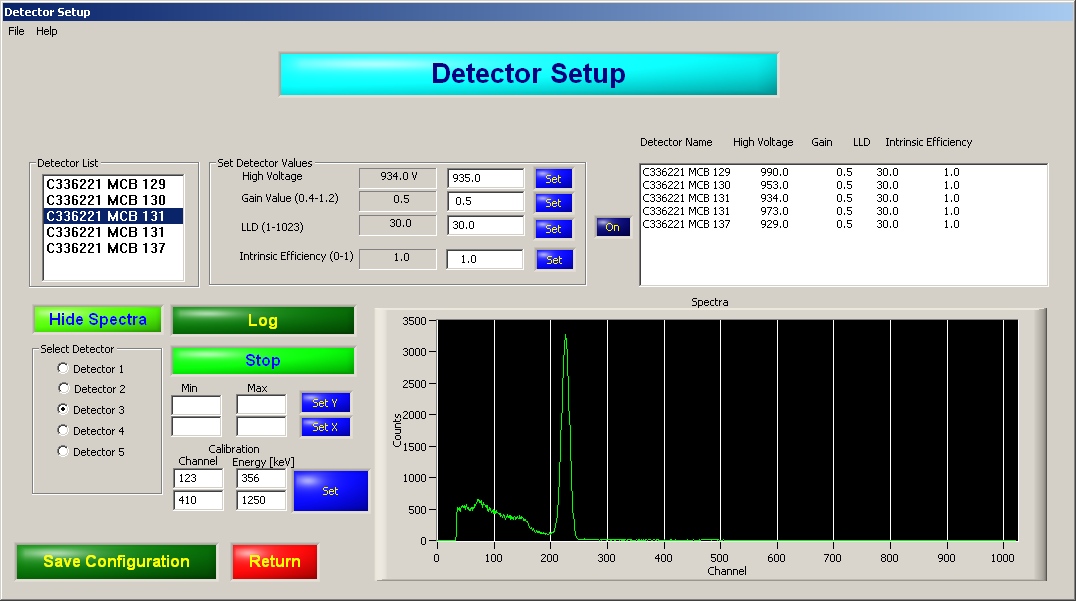 Detector Setup
File Help
Detector Setup
Detector Name High Voltage Gain LLD Intrinsic Efficiency
C336221 MCB 129 990.0 0.5 30.0 1.0
C336221 MCB 130 953.0 0.5 30.0 1.0
C336221 MCB 131 934.0 0.5 30.0 1.0
C336221 MCB 131 973.0 0.5 30.0 1.0
C336221 MCB 137 929.0 0.5 30.0 1.0
Detector List
C336221 MCB 129
C336221 MCB 130
C336221 MCB 131
C336221 MCB 131
C336221 MCB 137
Set Detector Values
High Voltage 934.0 V 935.0 Set
Gain Value (0.4-1.2) 0.5 0.5 Set
LLD (1-1023) 30.0 30.0 Set
Intrinsic Efficiency (0-1) 1.0 1.0 Set
On
Hide Spectra
Log
Select Detector
Detector 1
Detector 2
Detector 3
Detector 4
Detector 5
Stop
Min Max
Set Y
Set X
Calibration
Channel Energy [keV]
123 356
410 1250
Set
Save Configuration
Return
Spectra
Counts
3500
3000
2500
2000
1500
1000
500
0
0 100 200 300 400 500 600 700 800 900 1000
Channel